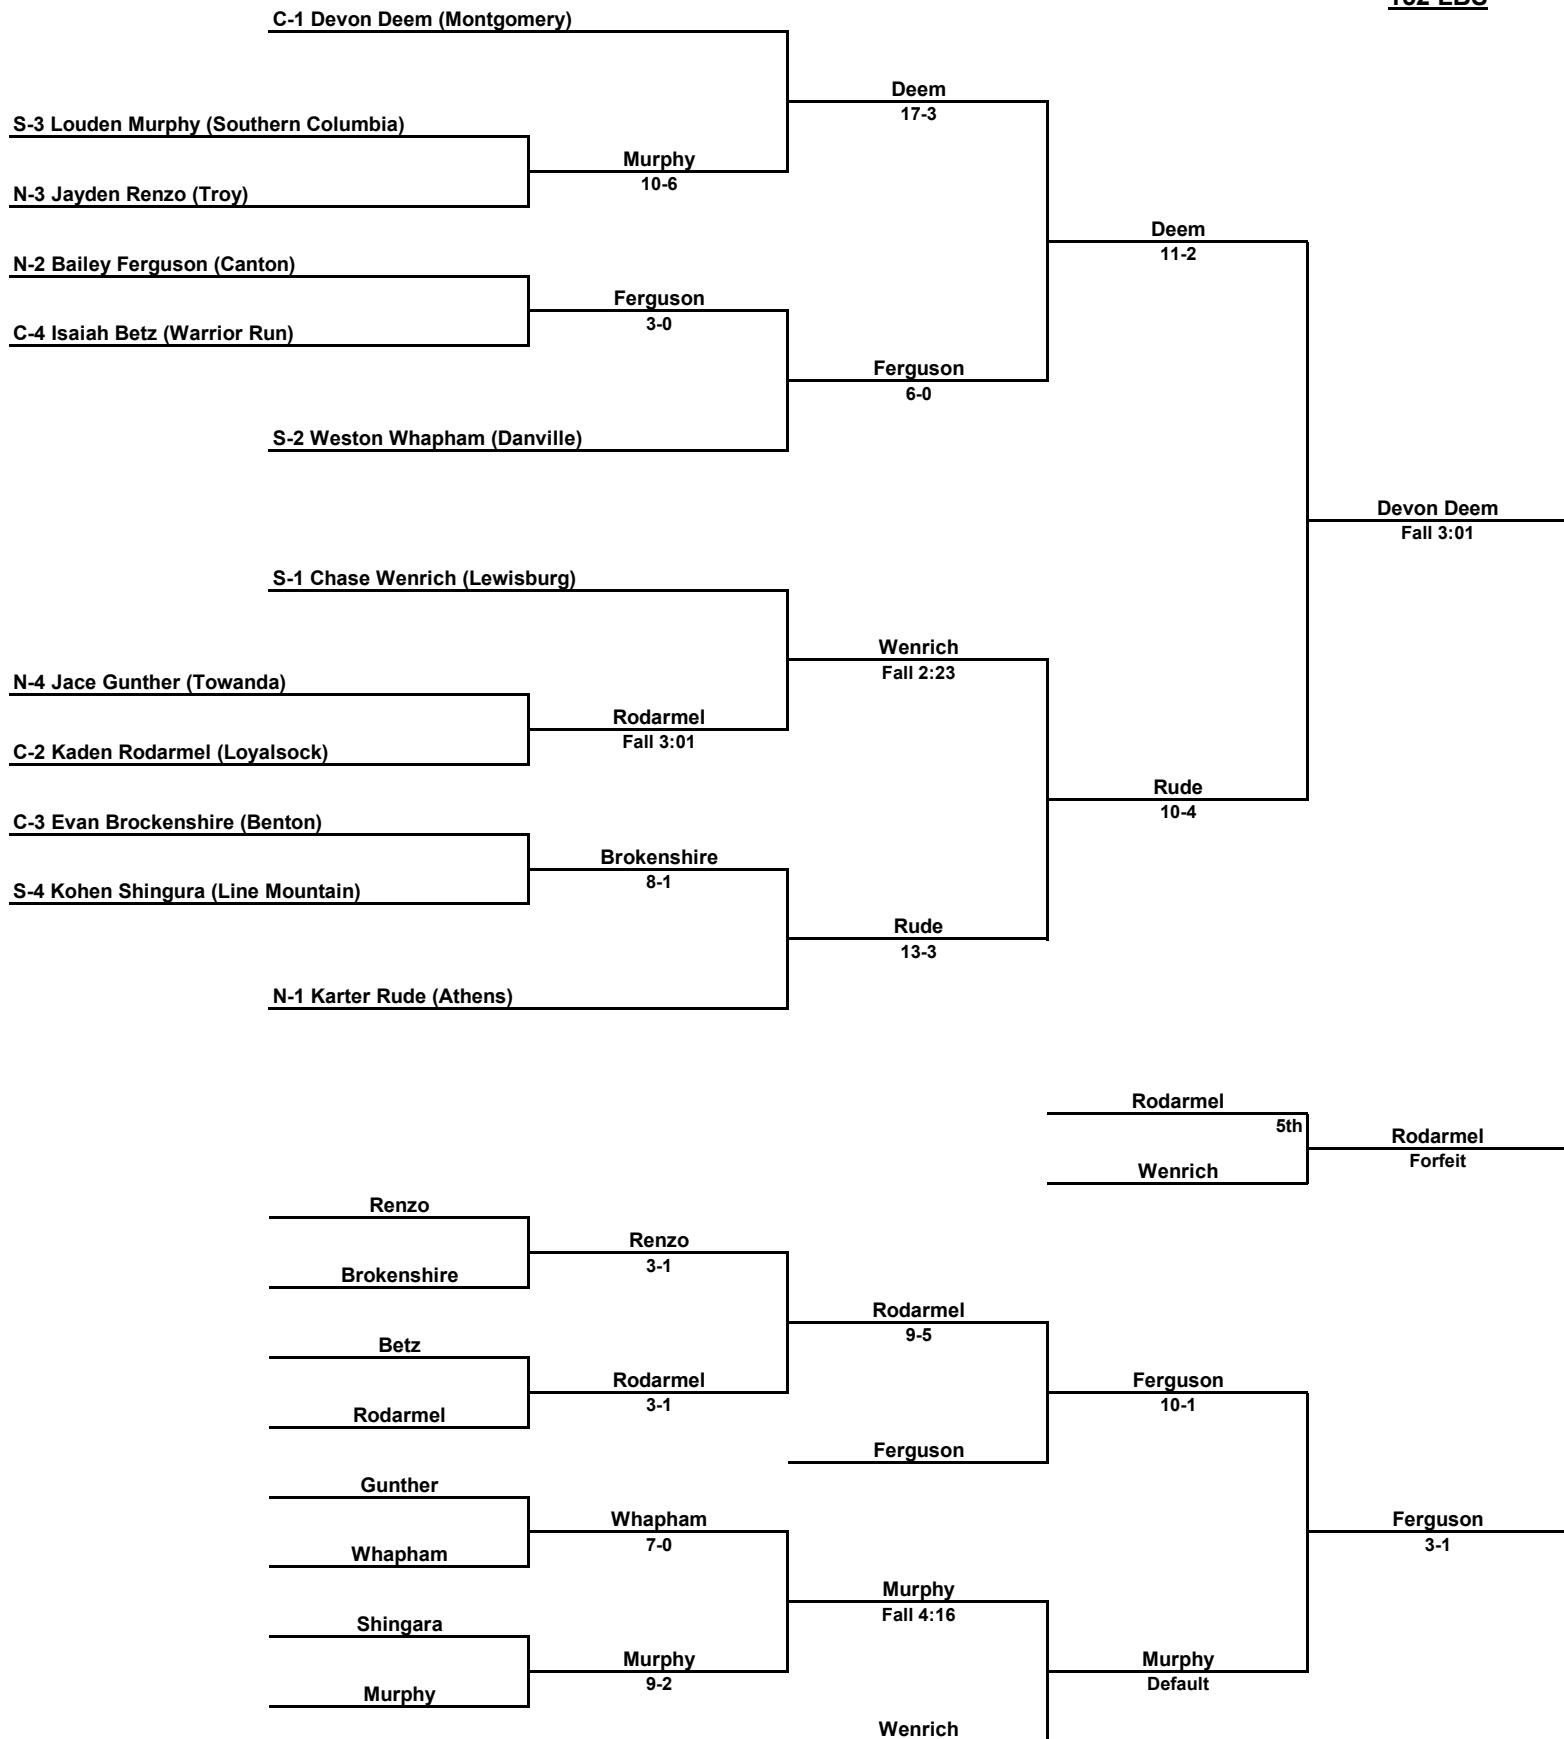 152 LBS
C-1 Devon Deem (Montgomery)
Deem
17-3
S-3 Louden Murphy (Southern Columbia)
Murphy
10-6
N-3 Jayden Renzo (Troy)
Deem
11-2
N-2 Bailey Ferguson (Canton)
Ferguson
3-0
C-4 Isaiah Betz (Warrior Run)
Ferguson
6-0
S-2 Weston Whapham (Danville)
Devon Deem
Fall 3:01
S-1 Chase Wenrich (Lewisburg)
Wenrich
Fall 2:23
N-4 Jace Gunther (Towanda)
Rodarmel
Fall 3:01
C-2 Kaden Rodarmel (Loyalsock)
Rude
10-4
C-3 Evan Brockenshire (Benton)
Brokenshire
8-1
S-4 Kohen Shingura (Line Mountain)
Rude
13-3
N-1 Karter Rude (Athens)
Rodarmel
5th
Rodarmel
Forfeit
Wenrich
Renzo
Renzo
3-1
Brokenshire
Rodarmel
9-5
Betz
Rodarmel
3-1
Ferguson
10-1
Rodarmel
Ferguson
Gunther
Whapham
7-0
Ferguson
3-1
Whapham
Murphy
Fall 4:16
Shingara
Murphy
9-2
Murphy
Default
Murphy
Wenrich